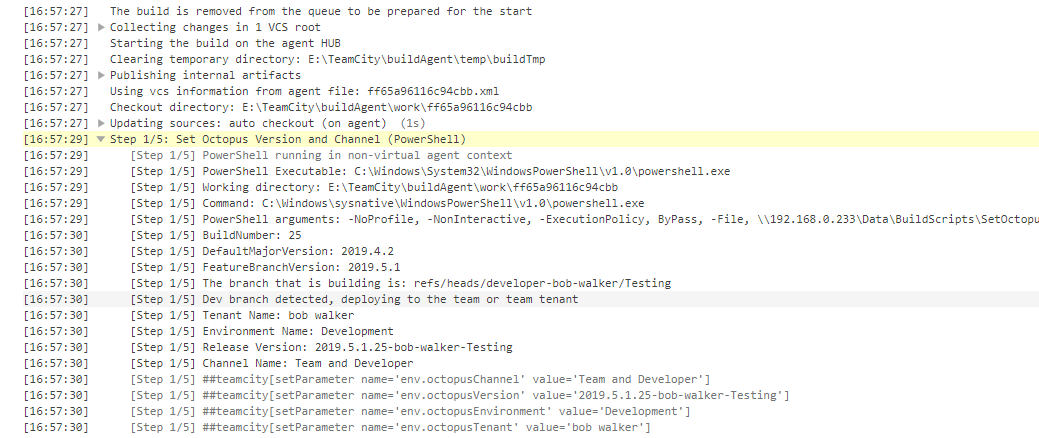 [16:57:27] The build is removed from the queue to be prepared for the start
[16:57:27] Collecting changes in 1 VCS root
[16:57:27] Starting the build on the agent HUB
[16:57:27] Clearing temporary directory: E:\TeamCity\buildAgent\temp\buildTmp
[16:57:27] Publishing internal artifacts
[16:57:27] Using vcs information from agent file: ff65a96116c94cbb.xml
[16:57:27] Checkout directory: E:\TeamCity\buildAgent\work\ff65a96116c94cbb
[16:57:27] Updating sources: auto checkout (on agent) (1s)
[16:57:29] Step 1/5: Set Octopus Version and Channel (PowerShell)
[16:57:29] [Step 1/5] PowerShell running in non-virtual agent context
[16:57:29] [Step 1/5] PowerShell Executable: C:\Windows\System32\WindowsPowerShell\v1.0\powershell.exe
[16:57:29] [Step 1/5] Working directory: E:\TeamCity\buildAgent\work\ff65a96116c94cbb
[16:57:29] [Step 1/5] Command: C:\Windows\sysnative\WindowsPowerShell\v1.0\powershell.exe
[16:57:29] [Step 1/5] PowerShell arguments: -NoProfile, -NonInteractive, -ExecutionPolicy, ByPass, -File, \\192.168.0.233\Data\BuildScripts\SetOctopu
[16:57:30] [Step 1/5] BuildNumber: 25
[16:57:30] [Step 1/5] DefaultMajorVersion: 2019.4.2
[16:57:30] [Step 1/5] FeatureBranchVersion: 2019.5.1
[16:57:30] [Step 1/5] The branch that is building is: refs/heads/developer-bob-walker/Testing
[16:57:30] [Step 1/5] Dev branch detected, deploying to the team or team tenant
[16:57:30] [Step 1/5] Tenant Name: bob walker
[16:57:30] [Step 1/5] Environment Name: Development
[16:57:30] [Step 1/5] Release Version: 2019.5.1.25-bob-walker-Testing
[16:57:30] [Step 1/5] Channel Name: Team and Developer
[16:57:30] [Step 1/5] ##teamcity[setParameter name='env.octopusChannel' value='Team and Developer']
[16:57:30] [Step 1/5] ##teamcity[setParameter name='env.octopusVersion' value='2019.5.1.25-bob-walker-Testing']
[16:57:30] [Step 1/5] ##teamcity[setParameter name='env.octopusEnvironment' value='Development']
[16:57:30] [Step 1/5] ##teamcity[setParameter name='env.octopusTenant' value='bob walker']